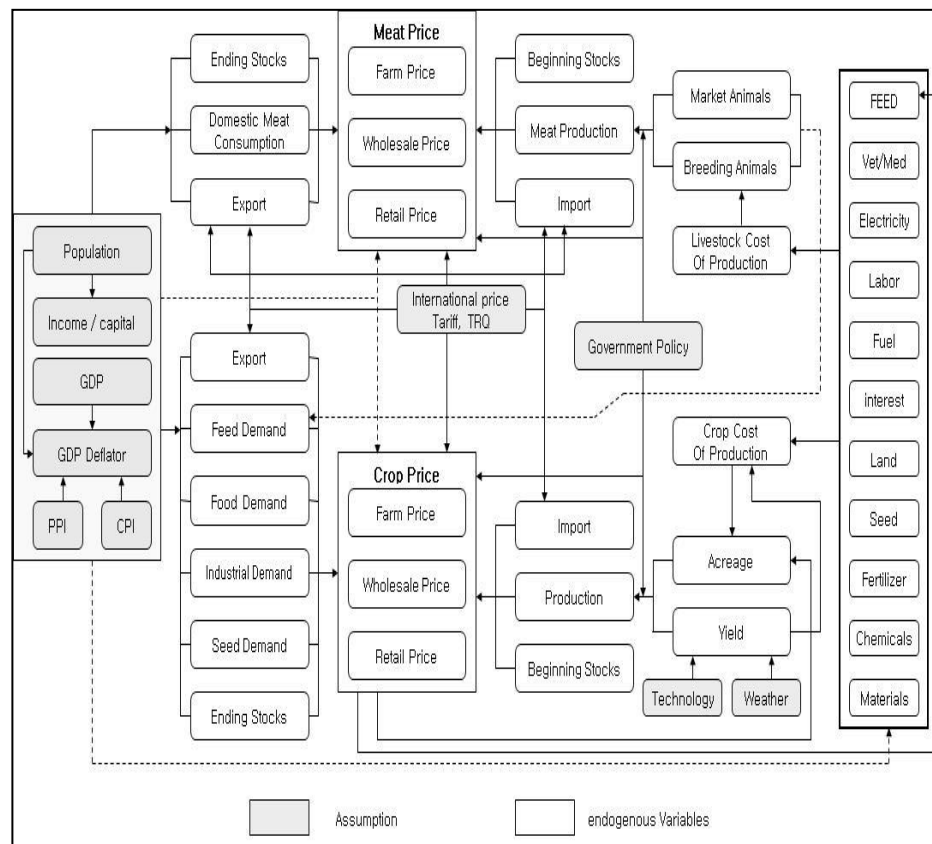 Meat Price
Ending Stocks
Farm Price
Beginning Stocks
Market Animals
FEED
Domestic Meat
Consumption
Wholesale Price
Meat Production
Breeding Animals
Vet/Med
Export
Retail Price
Import
Livestock Cost
Of Production
Electricity
Population
Income / capital
GDP
GDP Deflator
PPI
CPI
International price
Tariff, TRQ
Government Policy
Labor
Fuel
interest
Land
Seed
Fertilizer
Chemicals
Materials
Export
Feed Demand
Food Demand
Industrial Demand
Seed Demand
Ending Stocks
Crop Price
Farm Price
Wholesale Price
Retail Price
Import
Production
Beginning Stocks
Crop Cost
Of Production
Acreage
Yield
Technology
Weather
Assumption
endogenous Variables